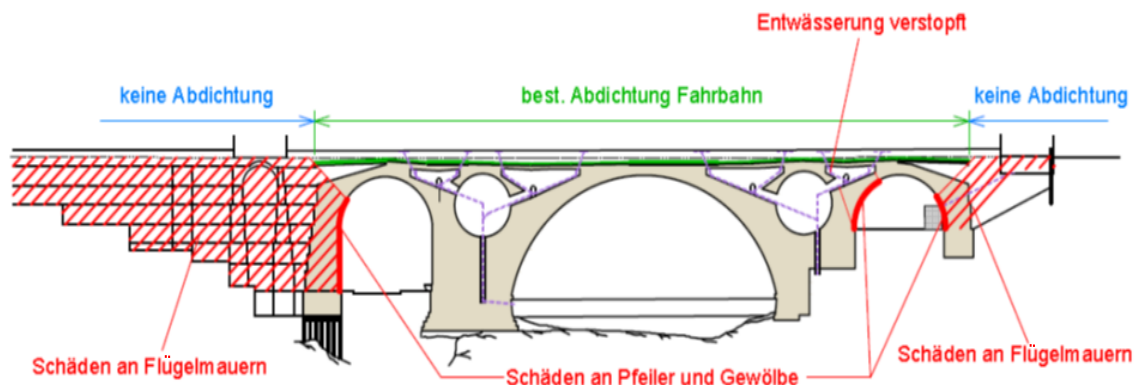 Entwässerung verstopft
keine Abdichtung
best. Abdichtung Fahrbahn
keine Abdichtung
Schäden an Flügelmauern
Schäden an Pfeiler und Gewölbe
Schäden an Flügelmauern